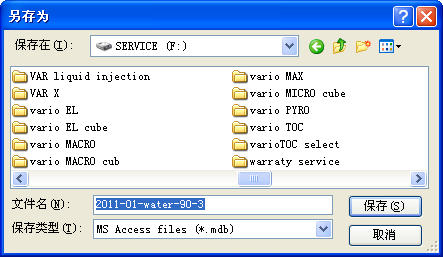 另存为
保存在(I): SERVICE (F:)
VAR liquid injection
VAR X
vario EL
vario EL cube
vario MACRO
vario MACRO cub
vario MAX
vario MICRO cube
vario PYRO
vario TOC
varioTOC select
warraty service
文件名(N): 2011-01-water-90-3
保存(S)
保存类型(T): MS Access files (*.mdb)
取消